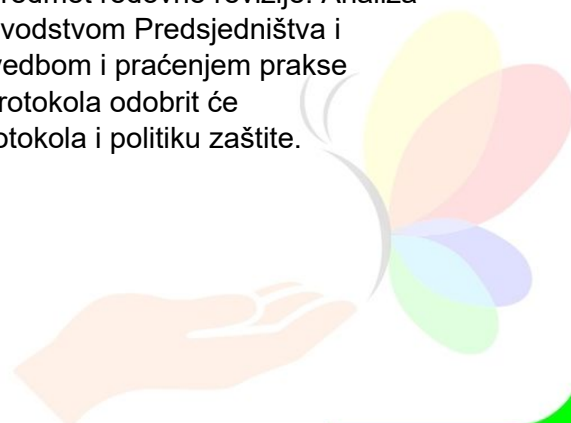 redmet redovne revizije. Analiza
vodstvom Predsjedništva i
vedbom i praćenjem prakse
rotokola odobrit će
otokola i politiku zaštite.